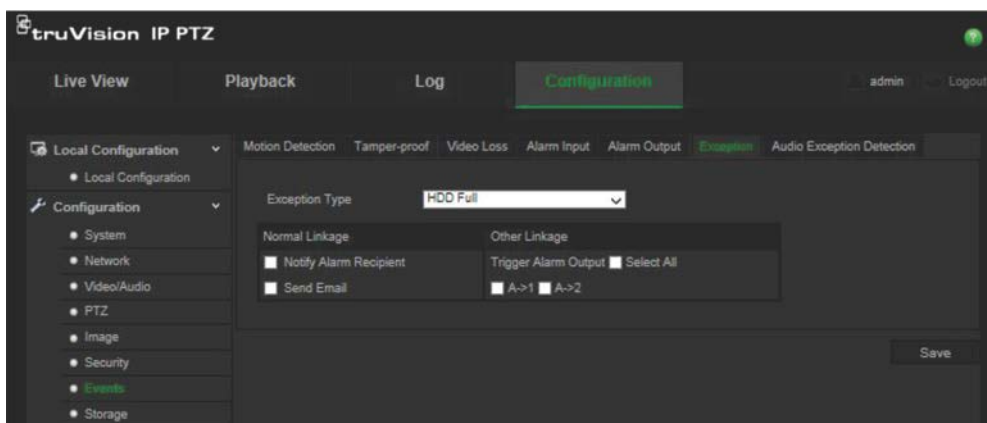 truVision IP PTZ
?
Live View Playback Log Configuration admin Logout
Local Configuration
Local Configuration
Configuration
System
Network
Video/Audio
PTZ
Image
Security
Events
Storage
Motion Detection Tamper-proof Video Loss Alarm Input Alarm Output Exception Audio Exception Detection
Exception Type HDD Full
Normal Linkage Other Linkage
Notify Alarm Recipient Trigger Alarm Output Select All
Send Email A->1 A->2
Save